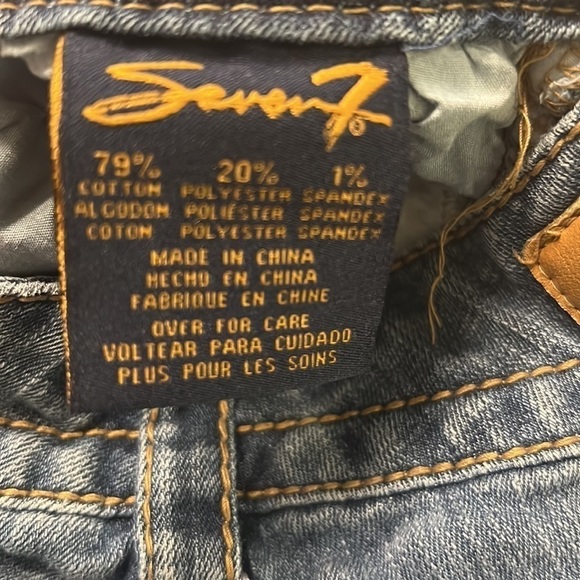 Seven7®
79% 20% 1%
COTTON POLYESTER SPANDEX
ALGODON POLIÉSTER SPANDEX
COTON POLYESTER SPANDEX
MADE IN CHINA
HECHO EN CHINA
FABRIQUE EN CHINE
OVER FOR CARE
VOLTEAR PARA CUIDADO
PLUS POUR LES SOINS